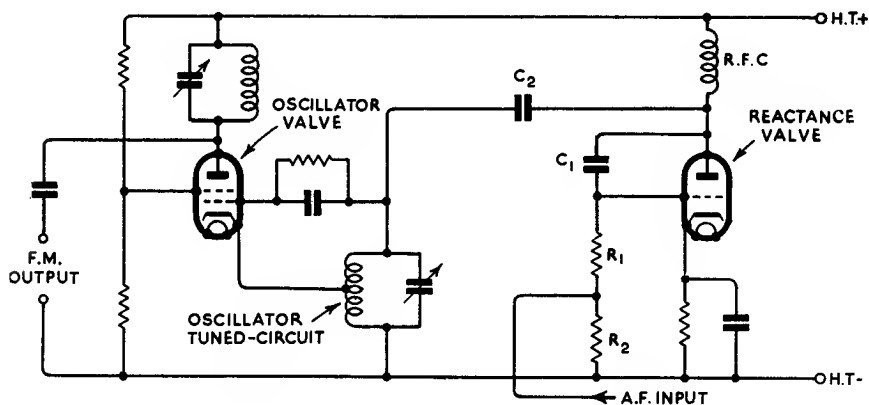 H.T.+
R.F.C
C2
OSCILLATOR
VALVE
REACTANCE
VALVE
C1
F.M.
OUTPUT
R1
OSCILLATOR
TUNED-CIRCUIT
R2
H.T-
A.F. INPUT